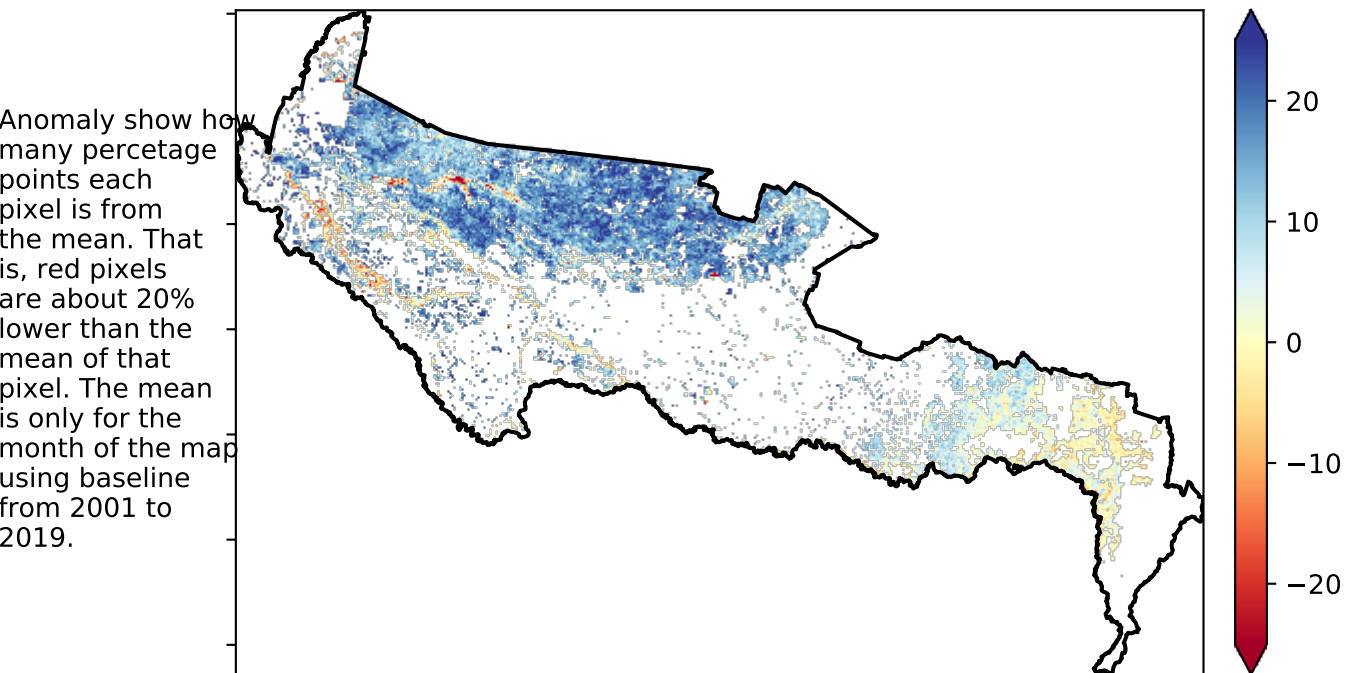 Anomaly show how
many percetage
points each
pixel is from
the mean. That
is, red pixels
are about 20%
lower than the
mean of that
pixel. The mean
is only for the
month of the map
using baseline
from 2001 to
2019.
20
10
0
−10
−20